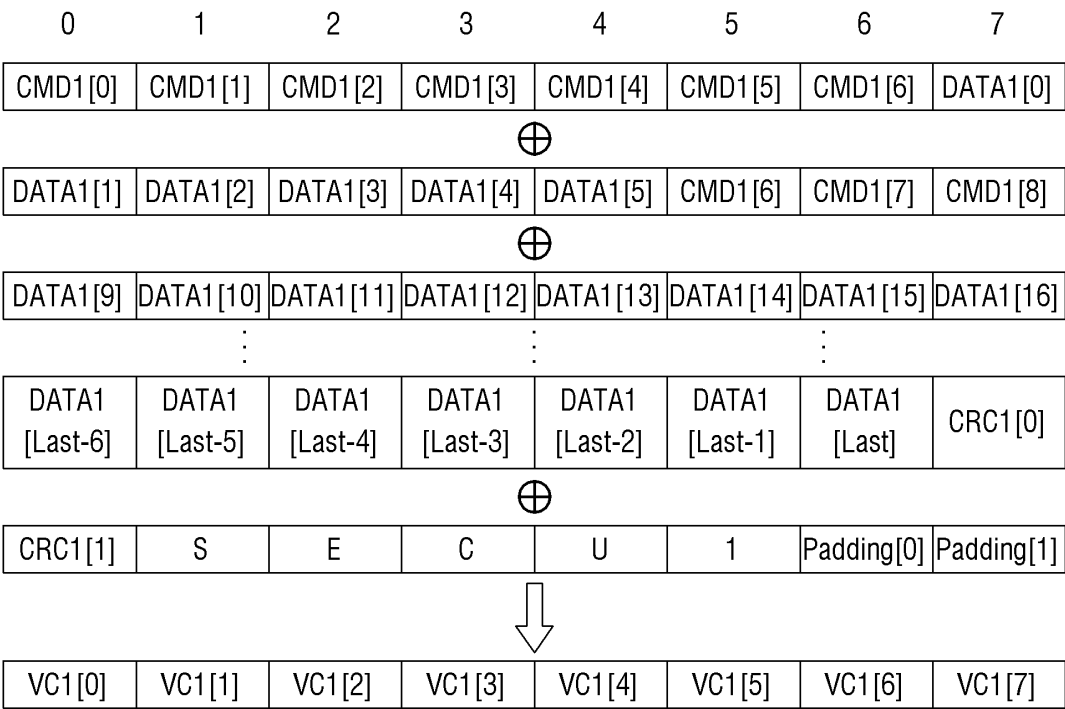 0 1 2 3 4 5 6 7
CMD1[0] CMD1[1] CMD1[2] CMD1[3] CMD1[4] CMD1[5] CMD1[6] DATA1[0]
⊕
DATA1[1] DATA1[2] DATA1[3] DATA1[4] DATA1[5] CMD1[6] CMD1[7] CMD1[8]
⊕
DATA1[9] DATA1[10] DATA1[11] DATA1[12] DATA1[13] DATA1[14] DATA1[15] DATA1[16]
⋮ ⋮ ⋮
DATA1 DATA1 DATA1 DATA1 DATA1 DATA1 DATA1 CRC1[0]
[Last-6] [Last-5] [Last-4] [Last-3] [Last-2] [Last-1] [Last]
⊕
CRC1[1] S E C U 1 Padding[0] Padding[1]
VC1[0] VC1[1] VC1[2] VC1[3] VC1[4] VC1[5] VC1[6] VC1[7]